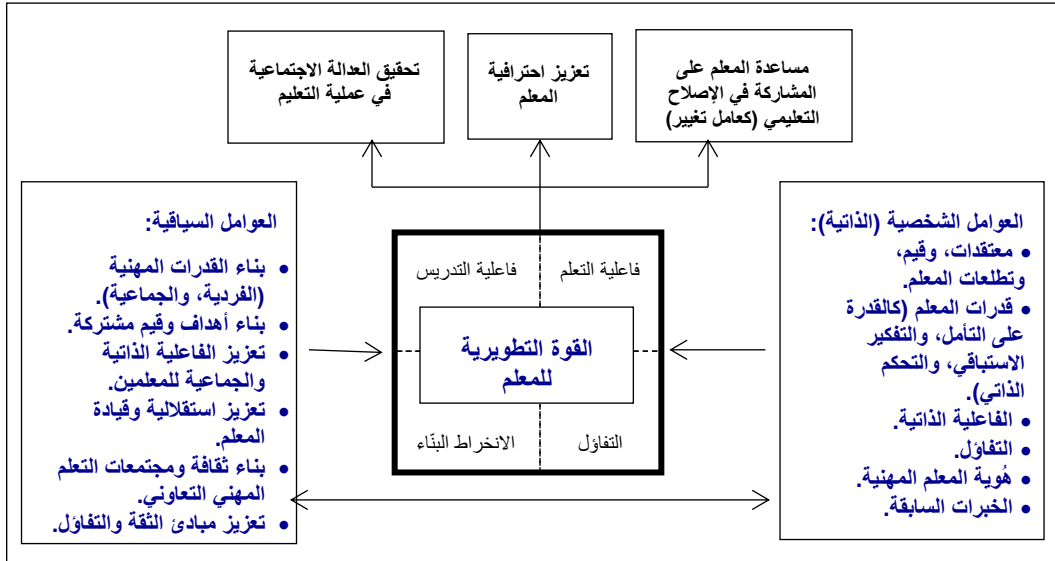 مساعدة المعلم على
المشاركة في الإصلاح
التعليمي (كعامل تغيير)
تعزيز احترافية
المعلم
تحقيق العدالة الاجتماعية
في عملية التعليم
العوامل الشخصية (الذاتية):
• معتقدات، وقيم،
وتطلعات المعلم.
• قدرات المعلم (كالقدرة
على التأمل، والتفكير
الاستباقي، والتحكم
الذاتي).
• الفاعلية الذاتية.
• التفاؤل.
• هُوية المعلم المهنية.
• الخبرات السابقة.
فاعلية التعلم
فاعلية التدريس
القوة التطويرية
للمعلم
التفاؤل
الانخراط البنّاء
العوامل السياقية:
• بناء القدرات المهنية
(الفردية، والجماعية).
• بناء أهداف وقيم مشتركة.
• تعزيز الفاعلية الذاتية
والجماعية للمعلمين.
• تعزيز استقلالية وقيادة
المعلم.
• بناء ثقافة ومجتمعات التعلم
المهني التعاوني.
• تعزيز مبادئ الثقة والتفاؤل.